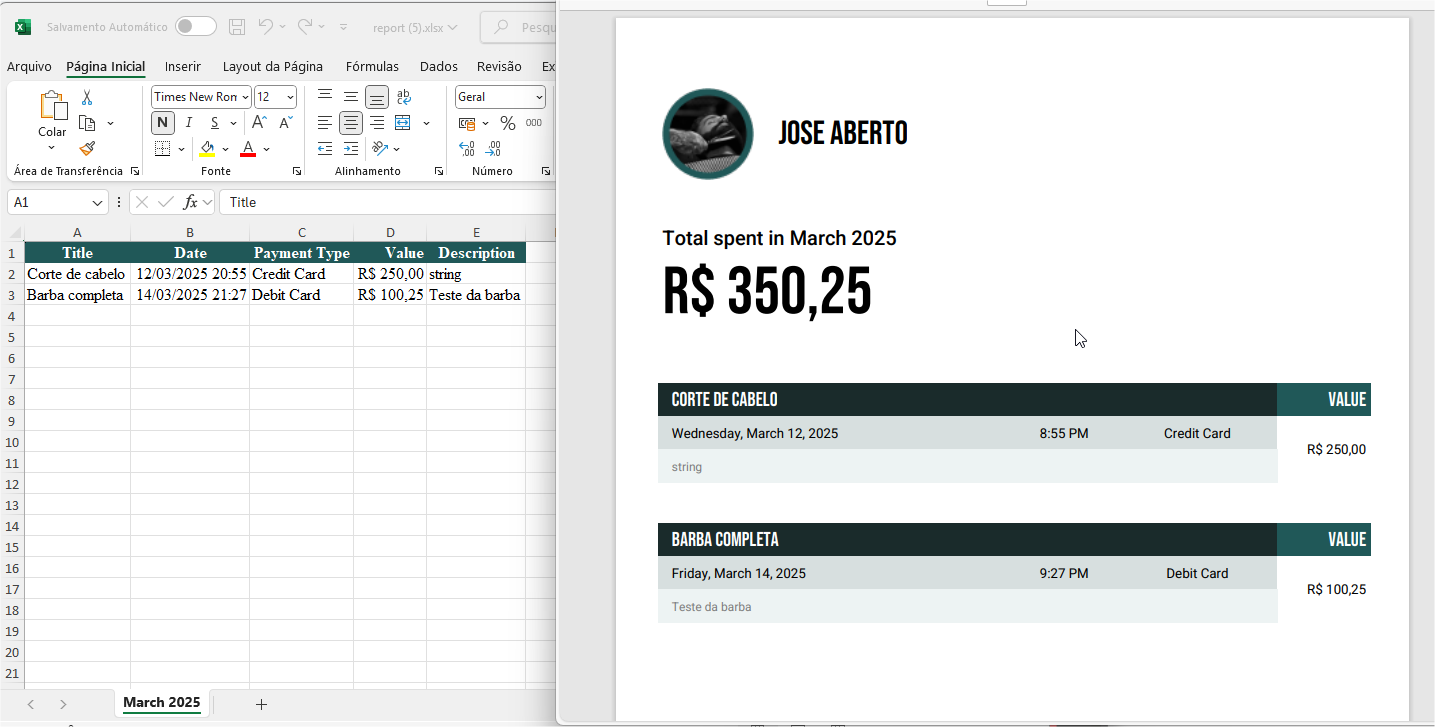 Salvamento Automático
report (5).xlsx
Pesqu
Arquivo Página Inicial Inserir Layout da Página Fórmulas Dados Revisão Ex
Colar
Área de Transferência
Times New Ron 12
N I S A A
A
Fonte
ab
Alinhamento
Geral
% 000
Número
A1
fx Title
A B C D E
1 Title Date Payment Type Value Description
2 Corte de cabelo 12/03/2025 20:55 Credit Card R$ 250,00 string
3 Barba completa 14/03/2025 21:27 Debit Card R$ 100,25 Teste da barba
4
5
6
7
8
9
10
11
12
13
14
15
16
17
18
19
20
21
March 2025
JOSE ABERTO
Total spent in March 2025
R$ 350,25
CORTE DE CABELO VALUE
Wednesday, March 12, 2025 8:55 PM Credit Card
R$ 250,00
string
BARBA COMPLETA VALUE
Friday, March 14, 2025 9:27 PM Debit Card
R$ 100,25
Teste da barba